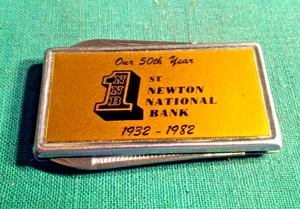 Our 50th Year
1 NNB ST
NEWTON
NATIONAL
BANK
1932 - 1982